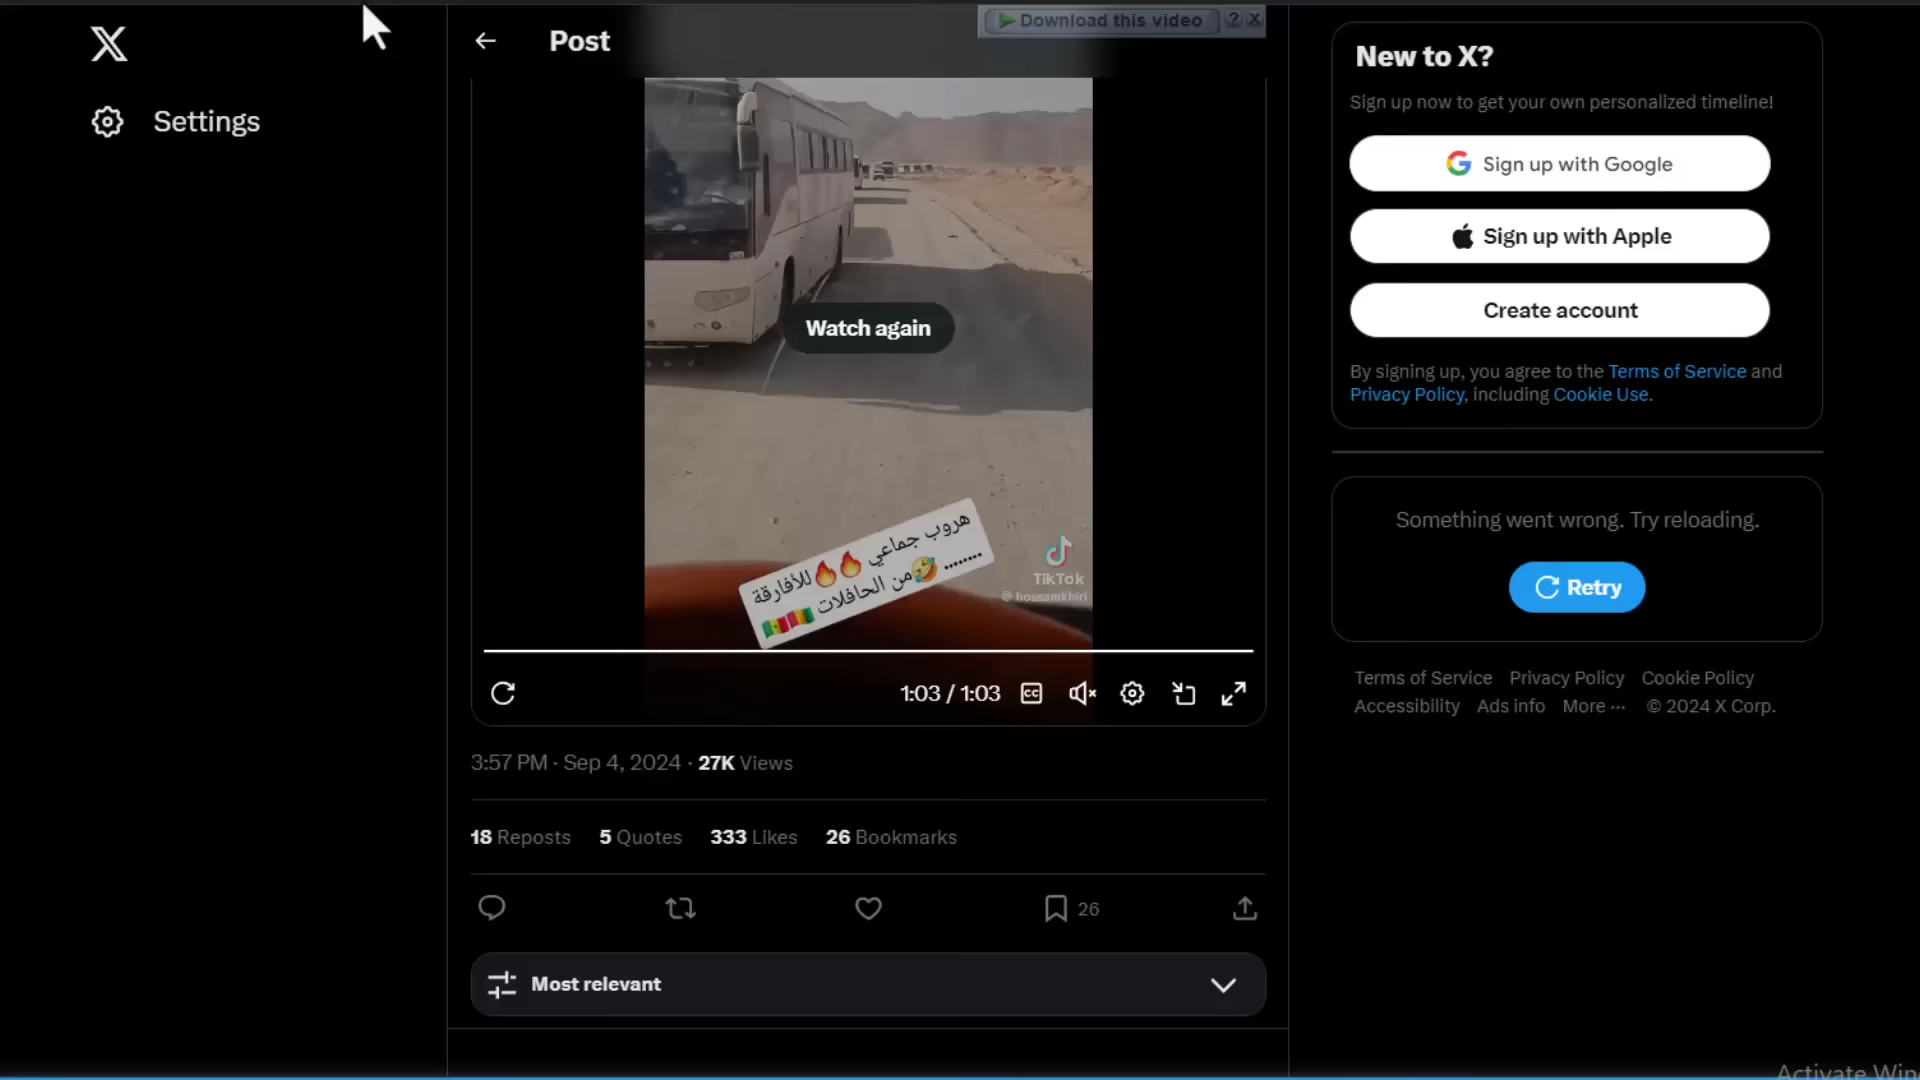 Settings
Post
Download this video
? X
Watch again
هروب جماعي 🔥🔥 للأفارقة
........ 🤣من الحافلات
TikTok
@hossamkhiri
1:03 / 1:03
CC
3:57 PM · Sep 4, 2024 · 27K Views
18 Reposts 5 Quotes 333 Likes 26 Bookmarks
26
Most relevant
New to X?
Sign up now to get your own personalized timeline!
Sign up with Google
Sign up with Apple
Create account
By signing up, you agree to the Terms of Service and
Privacy Policy, including Cookie Use.
Something went wrong. Try reloading.
Retry
Terms of Service Privacy Policy Cookie Policy
Accessibility Ads info More ··· © 2024 X Corp.
Activate